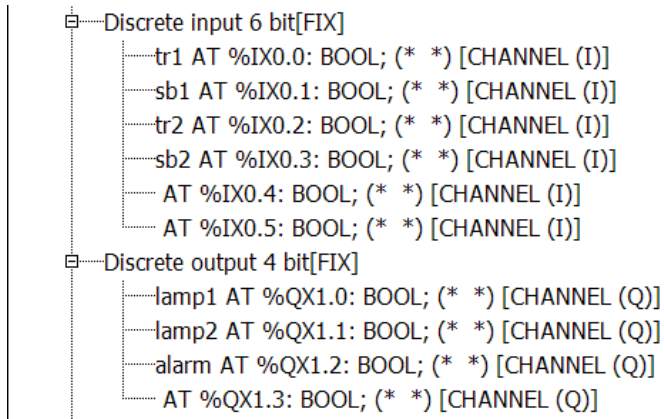 Discrete input 6 bit[FIX]
tr1 AT %IX0.0: BOOL; (* *) [CHANNEL (I)]
sb1 AT %IX0.1: BOOL; (* *) [CHANNEL (I)]
tr2 AT %IX0.2: BOOL; (* *) [CHANNEL (I)]
sb2 AT %IX0.3: BOOL; (* *) [CHANNEL (I)]
AT %IX0.4: BOOL; (* *) [CHANNEL (I)]
AT %IX0.5: BOOL; (* *) [CHANNEL (I)]
Discrete output 4 bit[FIX]
lamp1 AT %QX1.0: BOOL; (* *) [CHANNEL (Q)]
lamp2 AT %QX1.1: BOOL; (* *) [CHANNEL (Q)]
alarm AT %QX1.2: BOOL; (* *) [CHANNEL (Q)]
AT %QX1.3: BOOL; (* *) [CHANNEL (Q)]